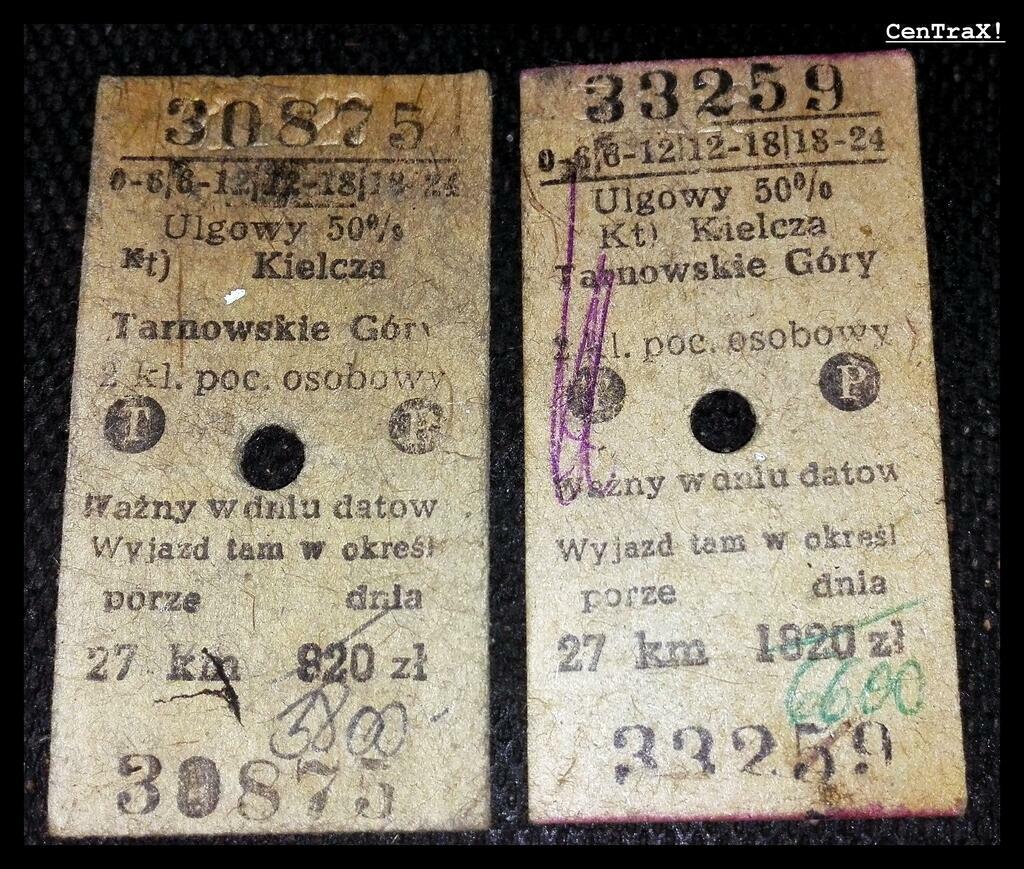 CenTraX!
30875
0-6|6-12|12-18|18-24
Ulgowy 50%
Kt) Kielcza
Tarnowskie Góry
2 kl. poc. osobowy
T P
Ważny w dniu datow
Wyjazd tam w określ
porze dnia
27 km 820 zł
3800
30875
33259
0-6|6-12|12-18|18-24
Ulgowy 50%
Kt) Kielcza
Tarnowskie Góry
2 kl. poc. osobowy
P
Ważny w dniu datow
Wyjazd tam w określ
porze dnia
27 km 1820 zł
6600
33259